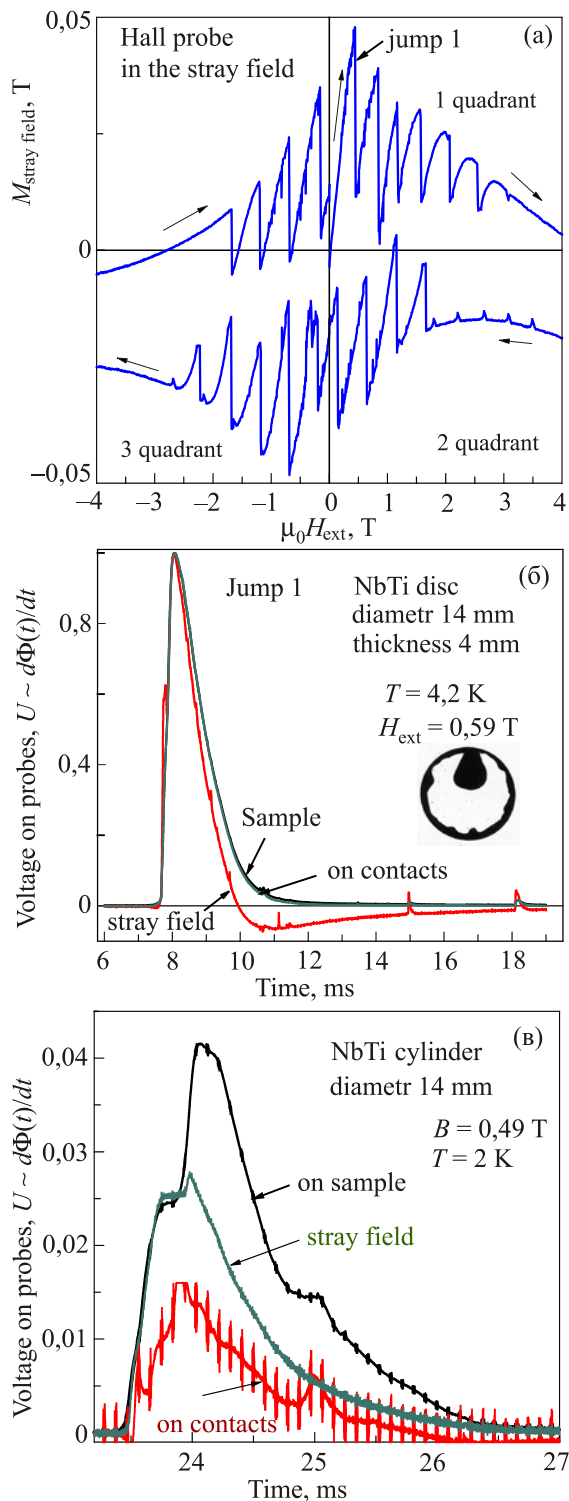 0,05
Hall probe
in the stray field
(а)
jump 1
1 quadrant
M stray field, T
0
3 quadrant
2 quadrant
–0,05
–4 –3 –2 –1 0 1 2 3 4
μ0Hext, T
(б)
Jump 1
NbTi disc
diametr 14 mm
thickness 4 mm
0,8
T = 4,2 K
Hext = 0,59 T
Voltage on probes, U ~ dΦ(t)/dt
0,4
Sample
on contacts
stray field
0
6 8 10 12 14 16 18
Time, ms
(в)
0,04
NbTi cylinder
diametr 14 mm
B = 0,49 T
T = 2 K
0,03
on sample
Voltage on probes, U ~ dΦ(t)/dt
stray field
0,02
0,01
on contacts
0
24 25 26 27
Time, ms